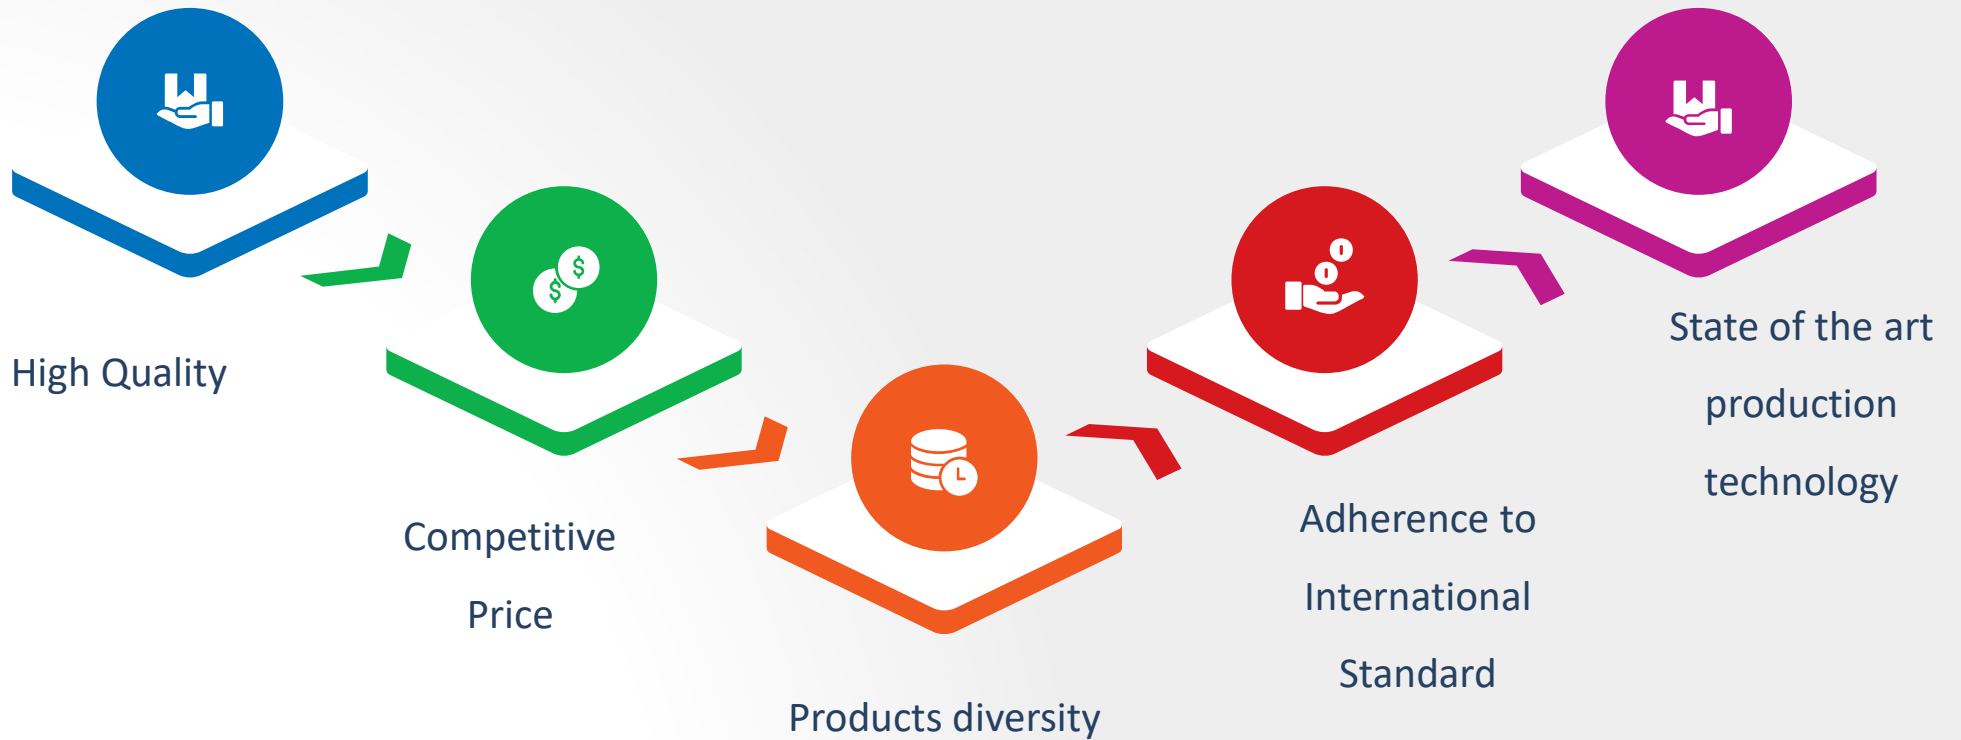 High Quality
Competitive
Price
Products diversity
Adherence to
International
Standard
State of the art
production
technology
$
$